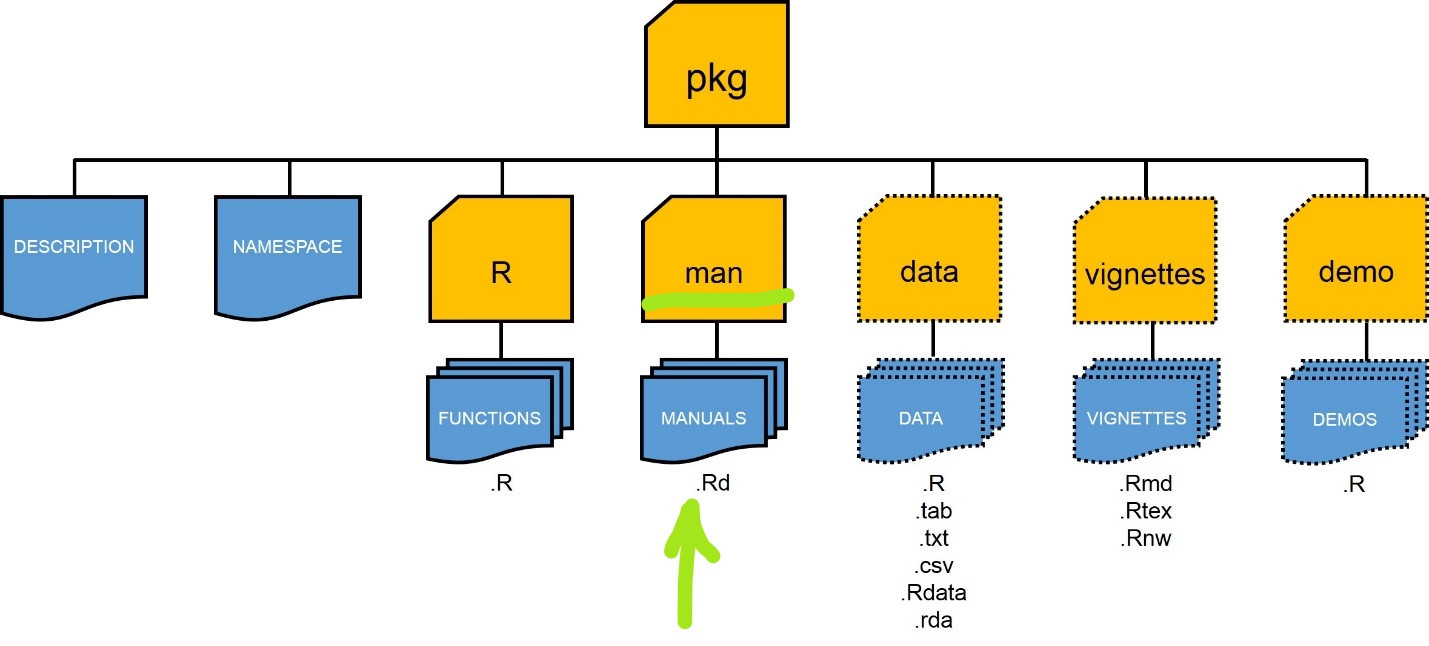 pkg
DESCRIPTION
NAMESPACE
R
man
data
vignettes
demo
FUNCTIONS
MANUALS
DATA
VIGNETTES
DEMOS
.R
.Rd
.R
.tab
.txt
.csv
.Rdata
.rda
.Rmd
.Rtex
.Rnw
.R